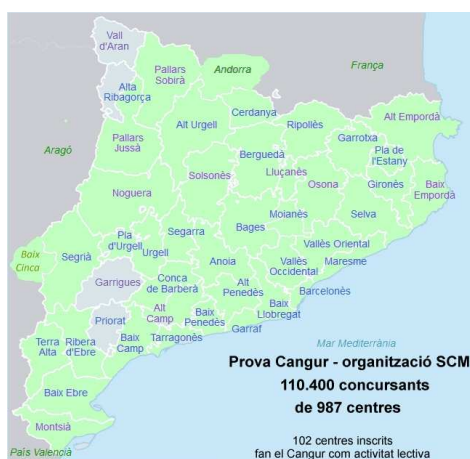 Vall
d'Aran
Pallars
Sobirà
Andorra
França
Alta
Ribagorça
Cerdanya
Alt Empordà
Alt Urgell
Ripollès
Garrotxa
Aragó
Pallars
Jussà
Berguedà
Pla de
l'Estany
Solsonès
Lluçanès
Noguera
Osona
Gironès
Baix
Empordà
Moianès
Selva
Bages
Pla
d'Urgell
Segarra
Urgell
Vallès Oriental
Baix
Cinca
Segrià
Anoia
Vallès
Occidental
Maresme
Garrigues
Conca
de Barberà
Alt
Penedès
Barcelonès
Priorat
Alt
Camp
Baix
Penedès
Baix
Llobregat
Garraf
Terra
Alta
Ribera
d'Ebre
Baix
Camp
Tarragonès
Mar Mediterrània
Baix Ebre
Montsià
País Valencià
Prova Cangur - organització SCM
110.400 concursants
de 987 centres
102 centres inscrits
fan el Cangur com activitat lectiva